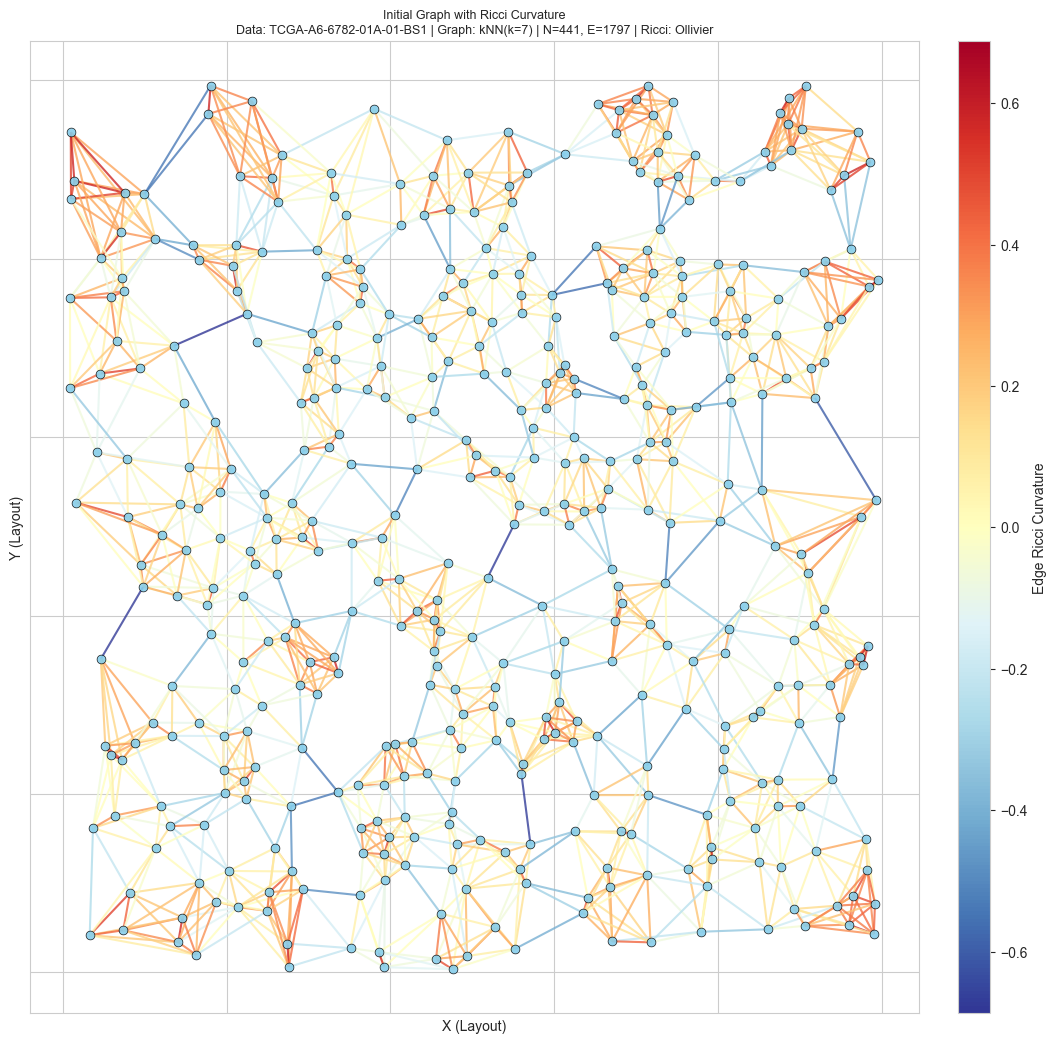 Initial Graph with Ricci Curvature
Data: TCGA-A6-6782-01A-01-BS1 | Graph: kNN(k=7) | N=441, E=1797 | Ricci: Ollivier
Y (Layout)
X (Layout)
0.6
0.4
0.2
0.0
−0.2
−0.4
−0.6
Edge Ricci Curvature